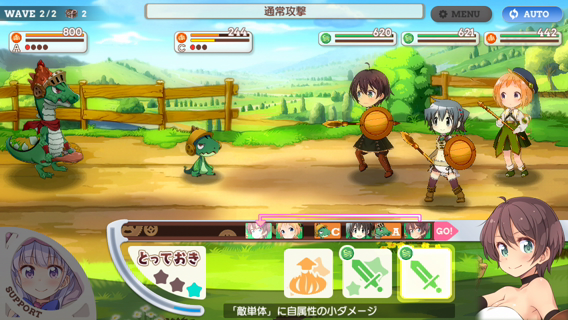 WAVE 2/2 2
通常攻撃
MENU
AUTO
800
A
244
C
620
621
442
C
A
GO!
とっておき
SUPPORT
「敵単体」に自属性の小ダメージ